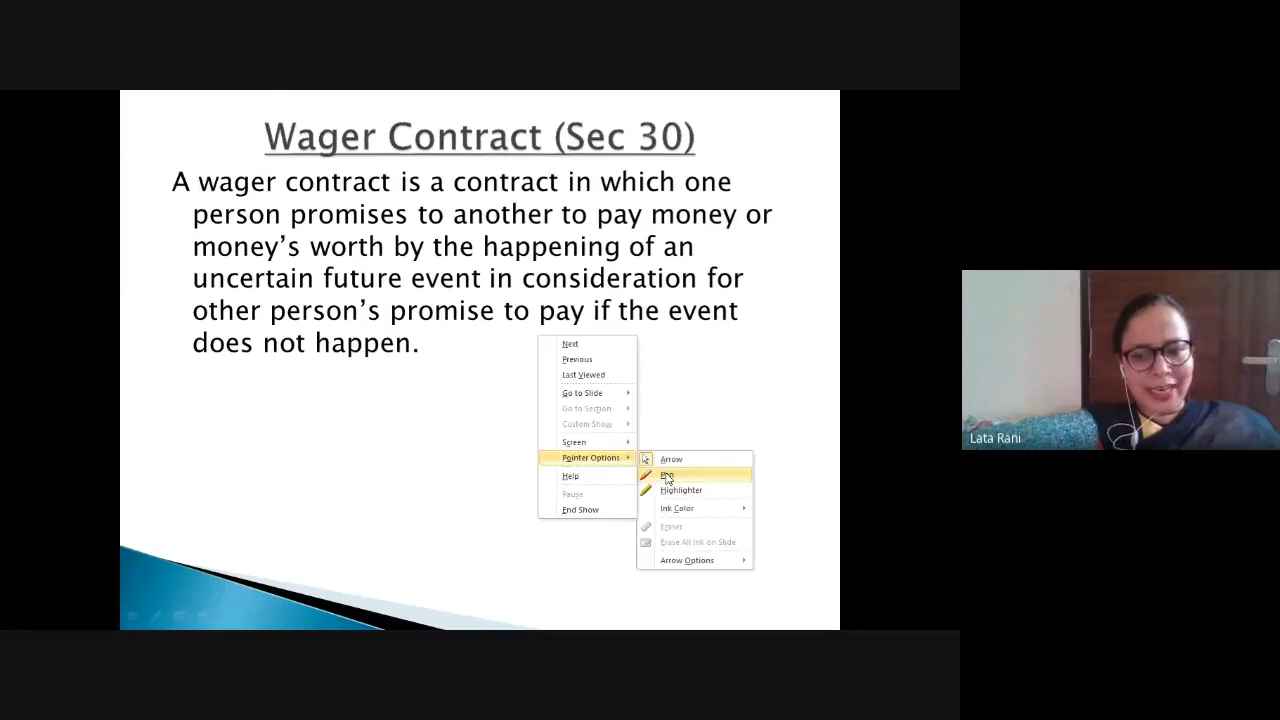 Wager Contract (Sec 30)
A wager contract is a contract in which one
person promises to another to pay money or
money’s worth by the happening of an
uncertain future event in consideration for
other person’s promise to pay if the event
does not happen.
Next
Previous
Last Viewed
Go to Slide
Go to Section
Custom Show
Screen
Pointer Options
Help
Pause
End Show
Arrow
Pen
Highlighter
Ink Color
Eraser
Erase All Ink on Slide
Arrow Options
Lata Rani